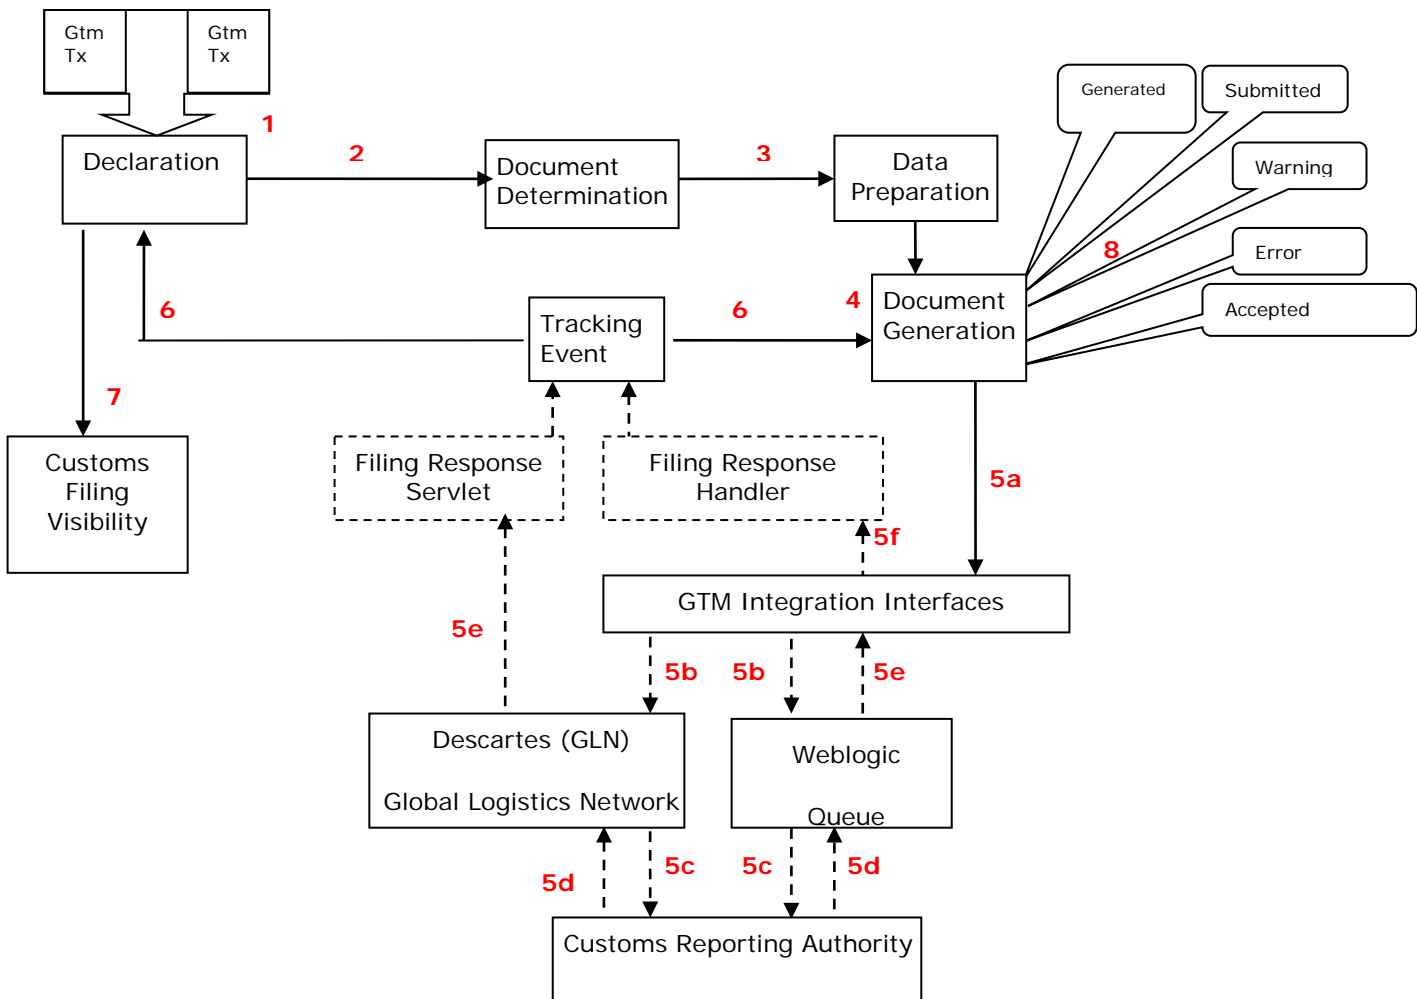 Gtm
Tx
Gtm
Tx
Generated
Submitted
1
Declaration
2
Document
Determination
3
Data
Preparation
Warning
8
Error
Accepted
6
Tracking
Event
6
4
Document
Generation
7
Customs
Filing
Visibility
Filing Response
Servlet
Filing Response
Handler
5a
5f
GTM Integration Interfaces
5e
5b
5b
5e
Descartes (GLN)
Global Logistics Network
Weblogic
Queue
5d
5c
5c
5d
Customs Reporting Authority